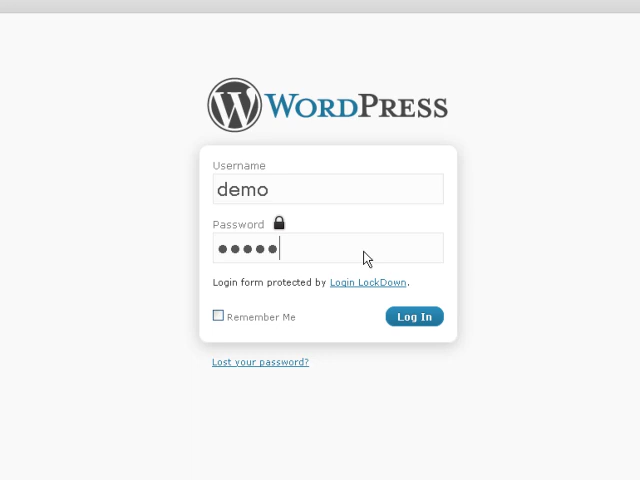 WORDPRESS
Username
demo
Password
●●●●●
Login form protected by Login LockDown.
Remember Me
Log In
Lost your password?